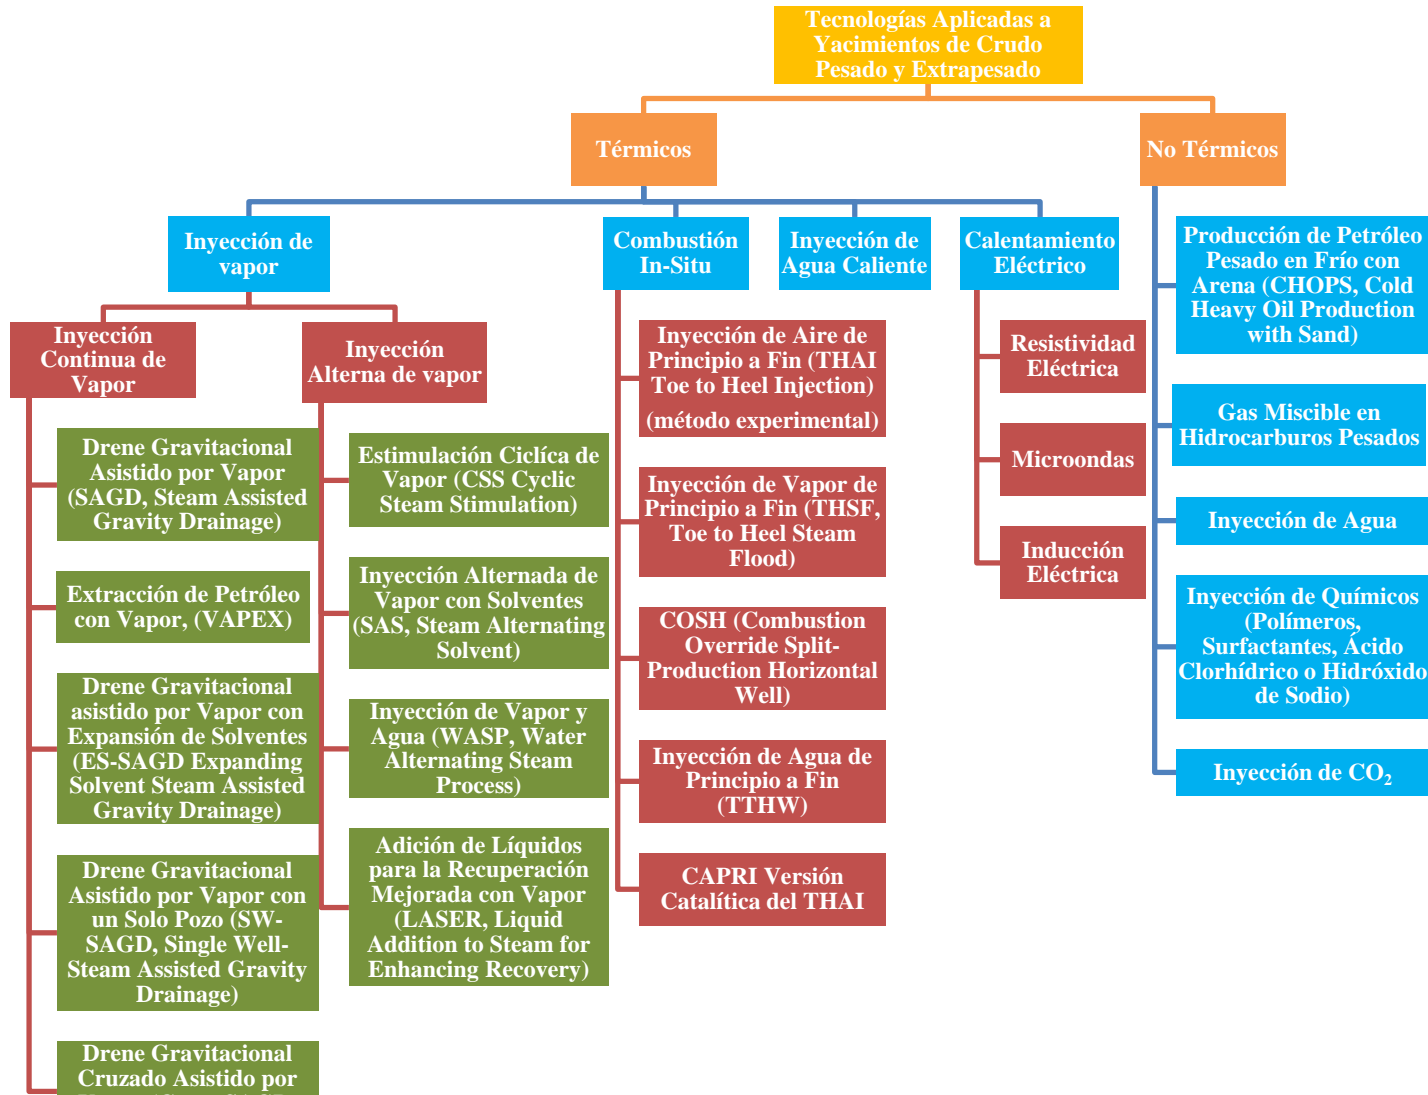 Tecnologías Aplicadas a
Yacimientos de Crudo
Pesado y Extrapesado
Térmicos
No Térmicos
Inyección de
vapor
Combustión
In-Situ
Inyección de
Agua Caliente
Calentamiento
Eléctrico
Inyección
Continua de
Vapor
Inyección
Alterna de vapor
Drene Gravitacional
Asistido por Vapor
(SAGD, Steam Assisted
Gravity Drainage)
Extracción de Petróleo
con Vapor, (VAPEX)
Drene Gravitacional
asistido por Vapor con
Expansión de Solventes
(ES-SAGD Expanding
Solvent Steam Assisted
Gravity Drainage)
Drene Gravitacional
Asistido por Vapor con
un Solo Pozo (SW-
SAGD, Single Well-
Steam Assisted Gravity
Drainage)
Drene Gravitacional
Cruzado Asistido por
Estimulación Ciclíca de
Vapor (CSS Cyclic
Steam Stimulation)
Inyección Alternada de
Vapor con Solventes
(SAS, Steam Alternating
Solvent)
Inyección de Vapor y
Agua (WASP, Water
Alternating Steam
Process)
Adición de Líquidos
para la Recuperación
Mejorada con Vapor
(LASER, Liquid
Addition to Steam for
Enhancing Recovery)
Inyección de Aire de
Principio a Fin (THAI
Toe to Heel Injection)
(método experimental)
Inyección de Vapor de
Principio a Fin (THSF,
Toe to Heel Steam
Flood)
COSH (Combustion
Override Split-
Production Horizontal
Well)
Inyección de Agua de
Principio a Fin
(TTHW)
CAPRI Versión
Catalítica del THAI
Resistividad
Eléctrica
Microondas
Inducción
Eléctrica
Producción de Petróleo
Pesado en Frío con
Arena (CHOPS, Cold
Heavy Oil Production
with Sand)
Gas Miscible en
Hidrocarburos Pesados
Inyección de Agua
Inyección de Químicos
(Polímeros,
Surfactantes, Ácido
Clorhídrico o Hidróxido
de Sodio)
Inyección de CO₂